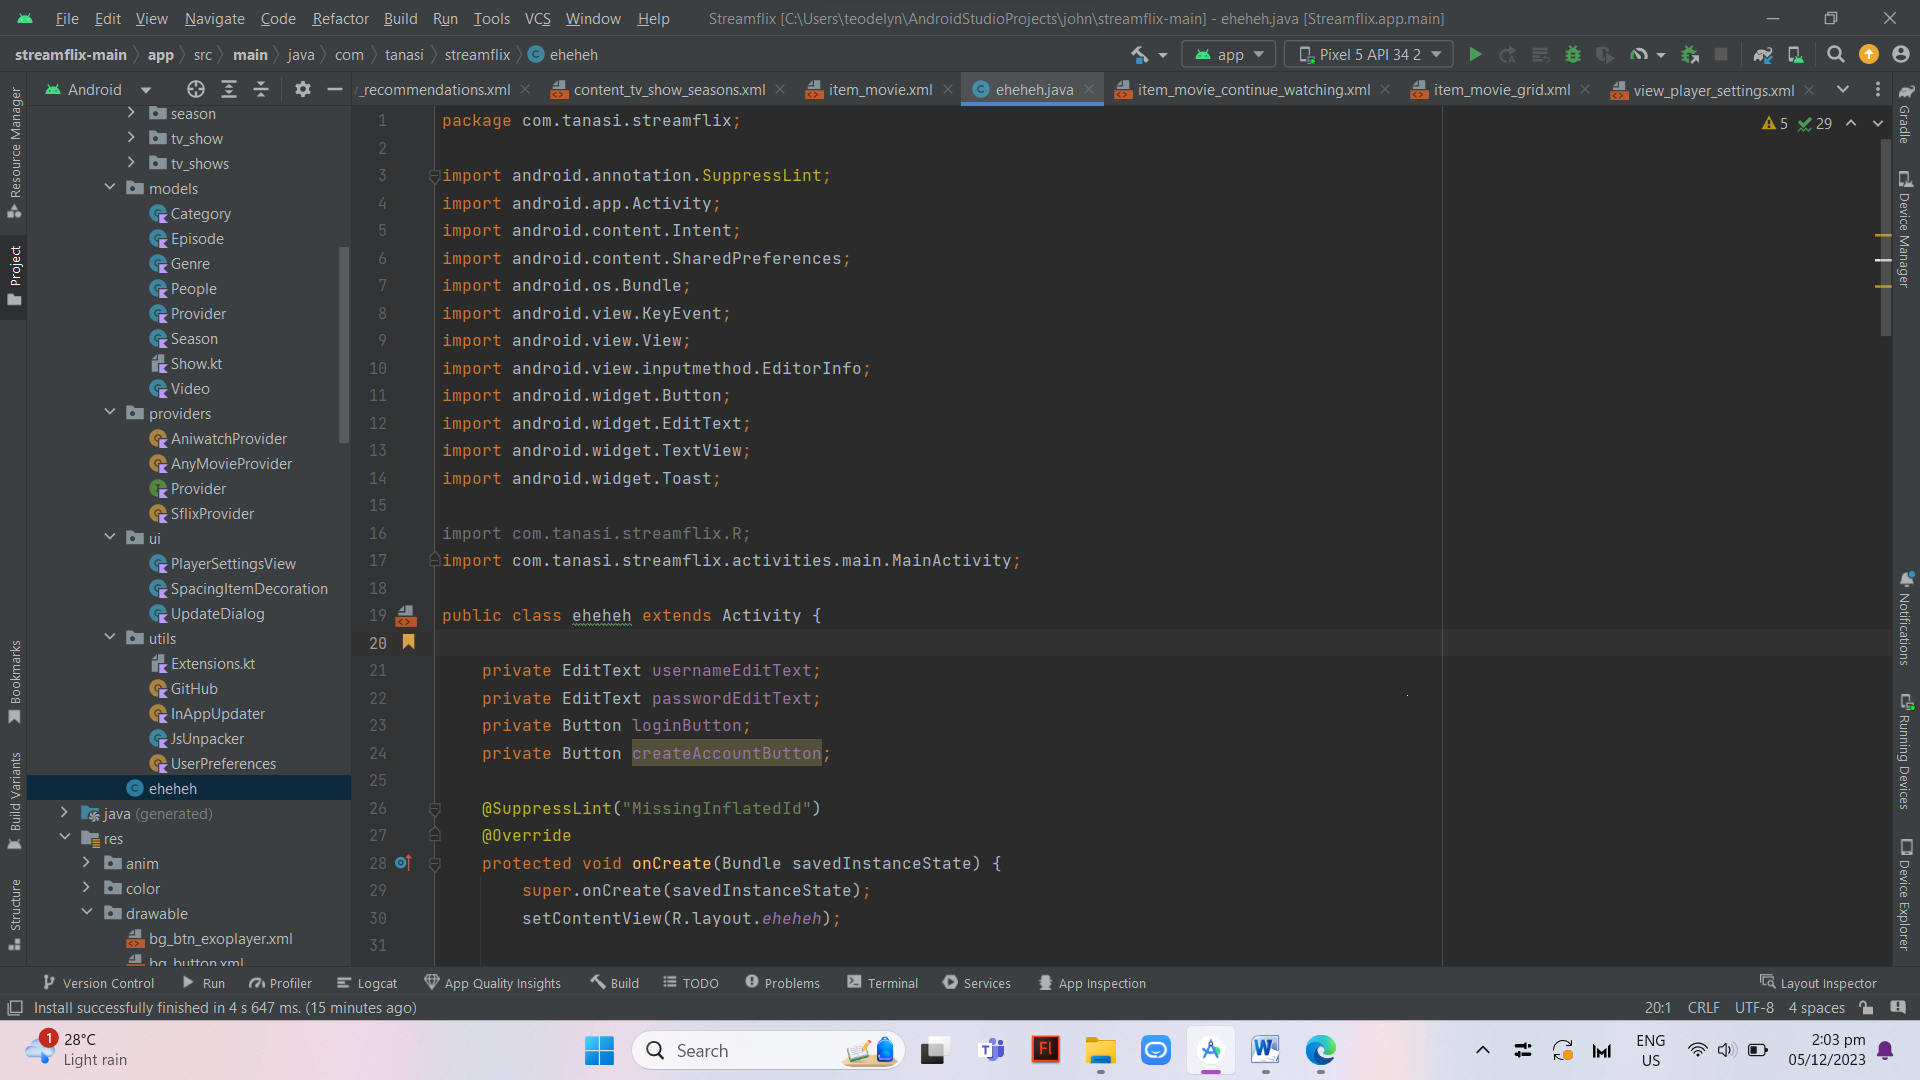 File Edit View Navigate Code Refactor Build Run Tools VCS Window Help Streamflix [C:\Users\teodelyn\AndroidStudioProjects\john\streamflix-main] - eheheh.java [Streamflix.app.main]
streamflix-main app src main java com tanasi streamflix eheheh app Pixel 5 API 34 2
Android _recommendations.xml content_tv_show_seasons.xml item_movie.xml eheheh.java item_movie_continue_watching.xml item_movie_grid.xml view_player_settings.xml
Resource Manager
Project
Bookmarks
Build Variants
Structure
season
tv_show
tv_shows
models
Category
Episode
Genre
People
Provider
Season
Show.kt
Video
providers
AniwatchProvider
AnyMovieProvider
Provider
SflixProvider
ui
PlayerSettingsView
SpacingItemDecoration
UpdateDialog
utils
Extensions.kt
GitHub
InAppUpdater
JsUnpacker
UserPreferences
eheheh
java (generated)
res
anim
color
drawable
bg_btn_exoplayer.xml
bg_button.xml
1 package com.tanasi.streamflix;
2
3 import android.annotation.SuppressLint;
4 import android.app.Activity;
5 import android.content.Intent;
6 import android.content.SharedPreferences;
7 import android.os.Bundle;
8 import android.view.KeyEvent;
9 import android.view.View;
10 import android.view.inputmethod.EditorInfo;
11 import android.widget.Button;
12 import android.widget.EditText;
13 import android.widget.TextView;
14 import android.widget.Toast;
15
16 import com.tanasi.streamflix.R;
17 import com.tanasi.streamflix.activities.main.MainActivity;
18
19 public class eheheh extends Activity {
20
21 private EditText usernameEditText;
22 private EditText passwordEditText;
23 private Button loginButton;
24 private Button createAccountButton;
25
26 @SuppressLint("MissingInflatedId")
27 @Override
28 protected void onCreate(Bundle savedInstanceState) {
29 super.onCreate(savedInstanceState);
30 setContentView(R.layout.eheheh);
31
5 29
Gradle
Device Manager
Notifications
Running Devices
Device Explorer
Version Control Run Profiler Logcat App Quality Insights Build TODO Problems Terminal Services App Inspection Layout Inspector
Install successfully finished in 4 s 647 ms. (15 minutes ago) 20:1 CRLF UTF-8 4 spaces
1 28°C
Light rain
Search
ENG
US
2:03 pm
05/12/2023